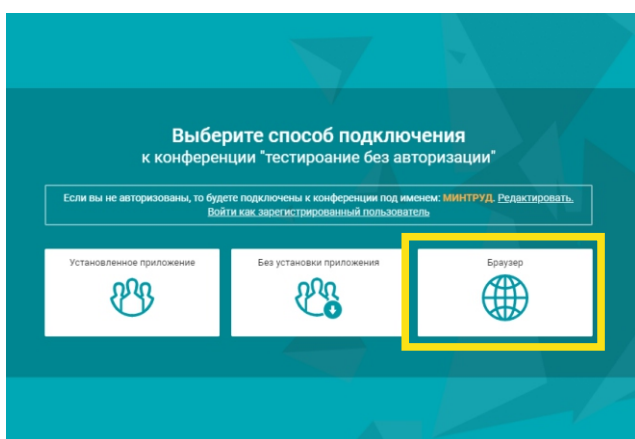 Выберите способ подключения
к конференции "тестироание без авторизации"
Если вы не авторизованы, то будете подключены к конференции под именем: МИНТРУД. Редактировать.
Войти как зарегистрированный пользователь
Установленное приложение
Без установки приложения
Браузер